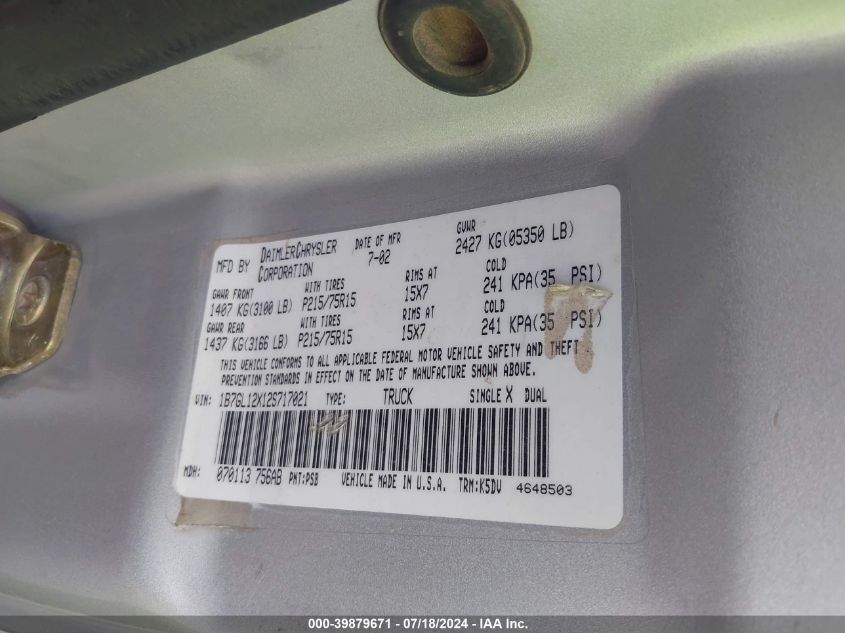 MFD BY DAIMLERCHRYSLER CORPORATION DATE OF MFR 7-02 GVWR 2427 KG(05350 LB)
GAWR FRONT WITH TIRES RIMS AT COLD
1407 KG(3100 LB) P215/75R15 15X7 241 KPA(35 PSI)
GAWR REAR WITH TIRES RIMS AT COLD
1437 KG(3166 LB) P215/75R15 15X7 241 KPA(35 PSI)
THIS VEHICLE CONFORMS TO ALL APPLICABLE FEDERAL MOTOR VEHICLE SAFETY AND THEFT
PREVENTION STANDARDS IN EFFECT ON THE DATE OF MANUFACTURE SHOWN ABOVE.
VIN: 1B7GL12X12S717021 TYPE: TRUCK SINGLE X DUAL
MDH: 070113 756AB PNT:PSB VEHICLE MADE IN U.S.A. TRM:K5DV 4648503
000-39879671 / 07/18/2024 - IAA Inc.